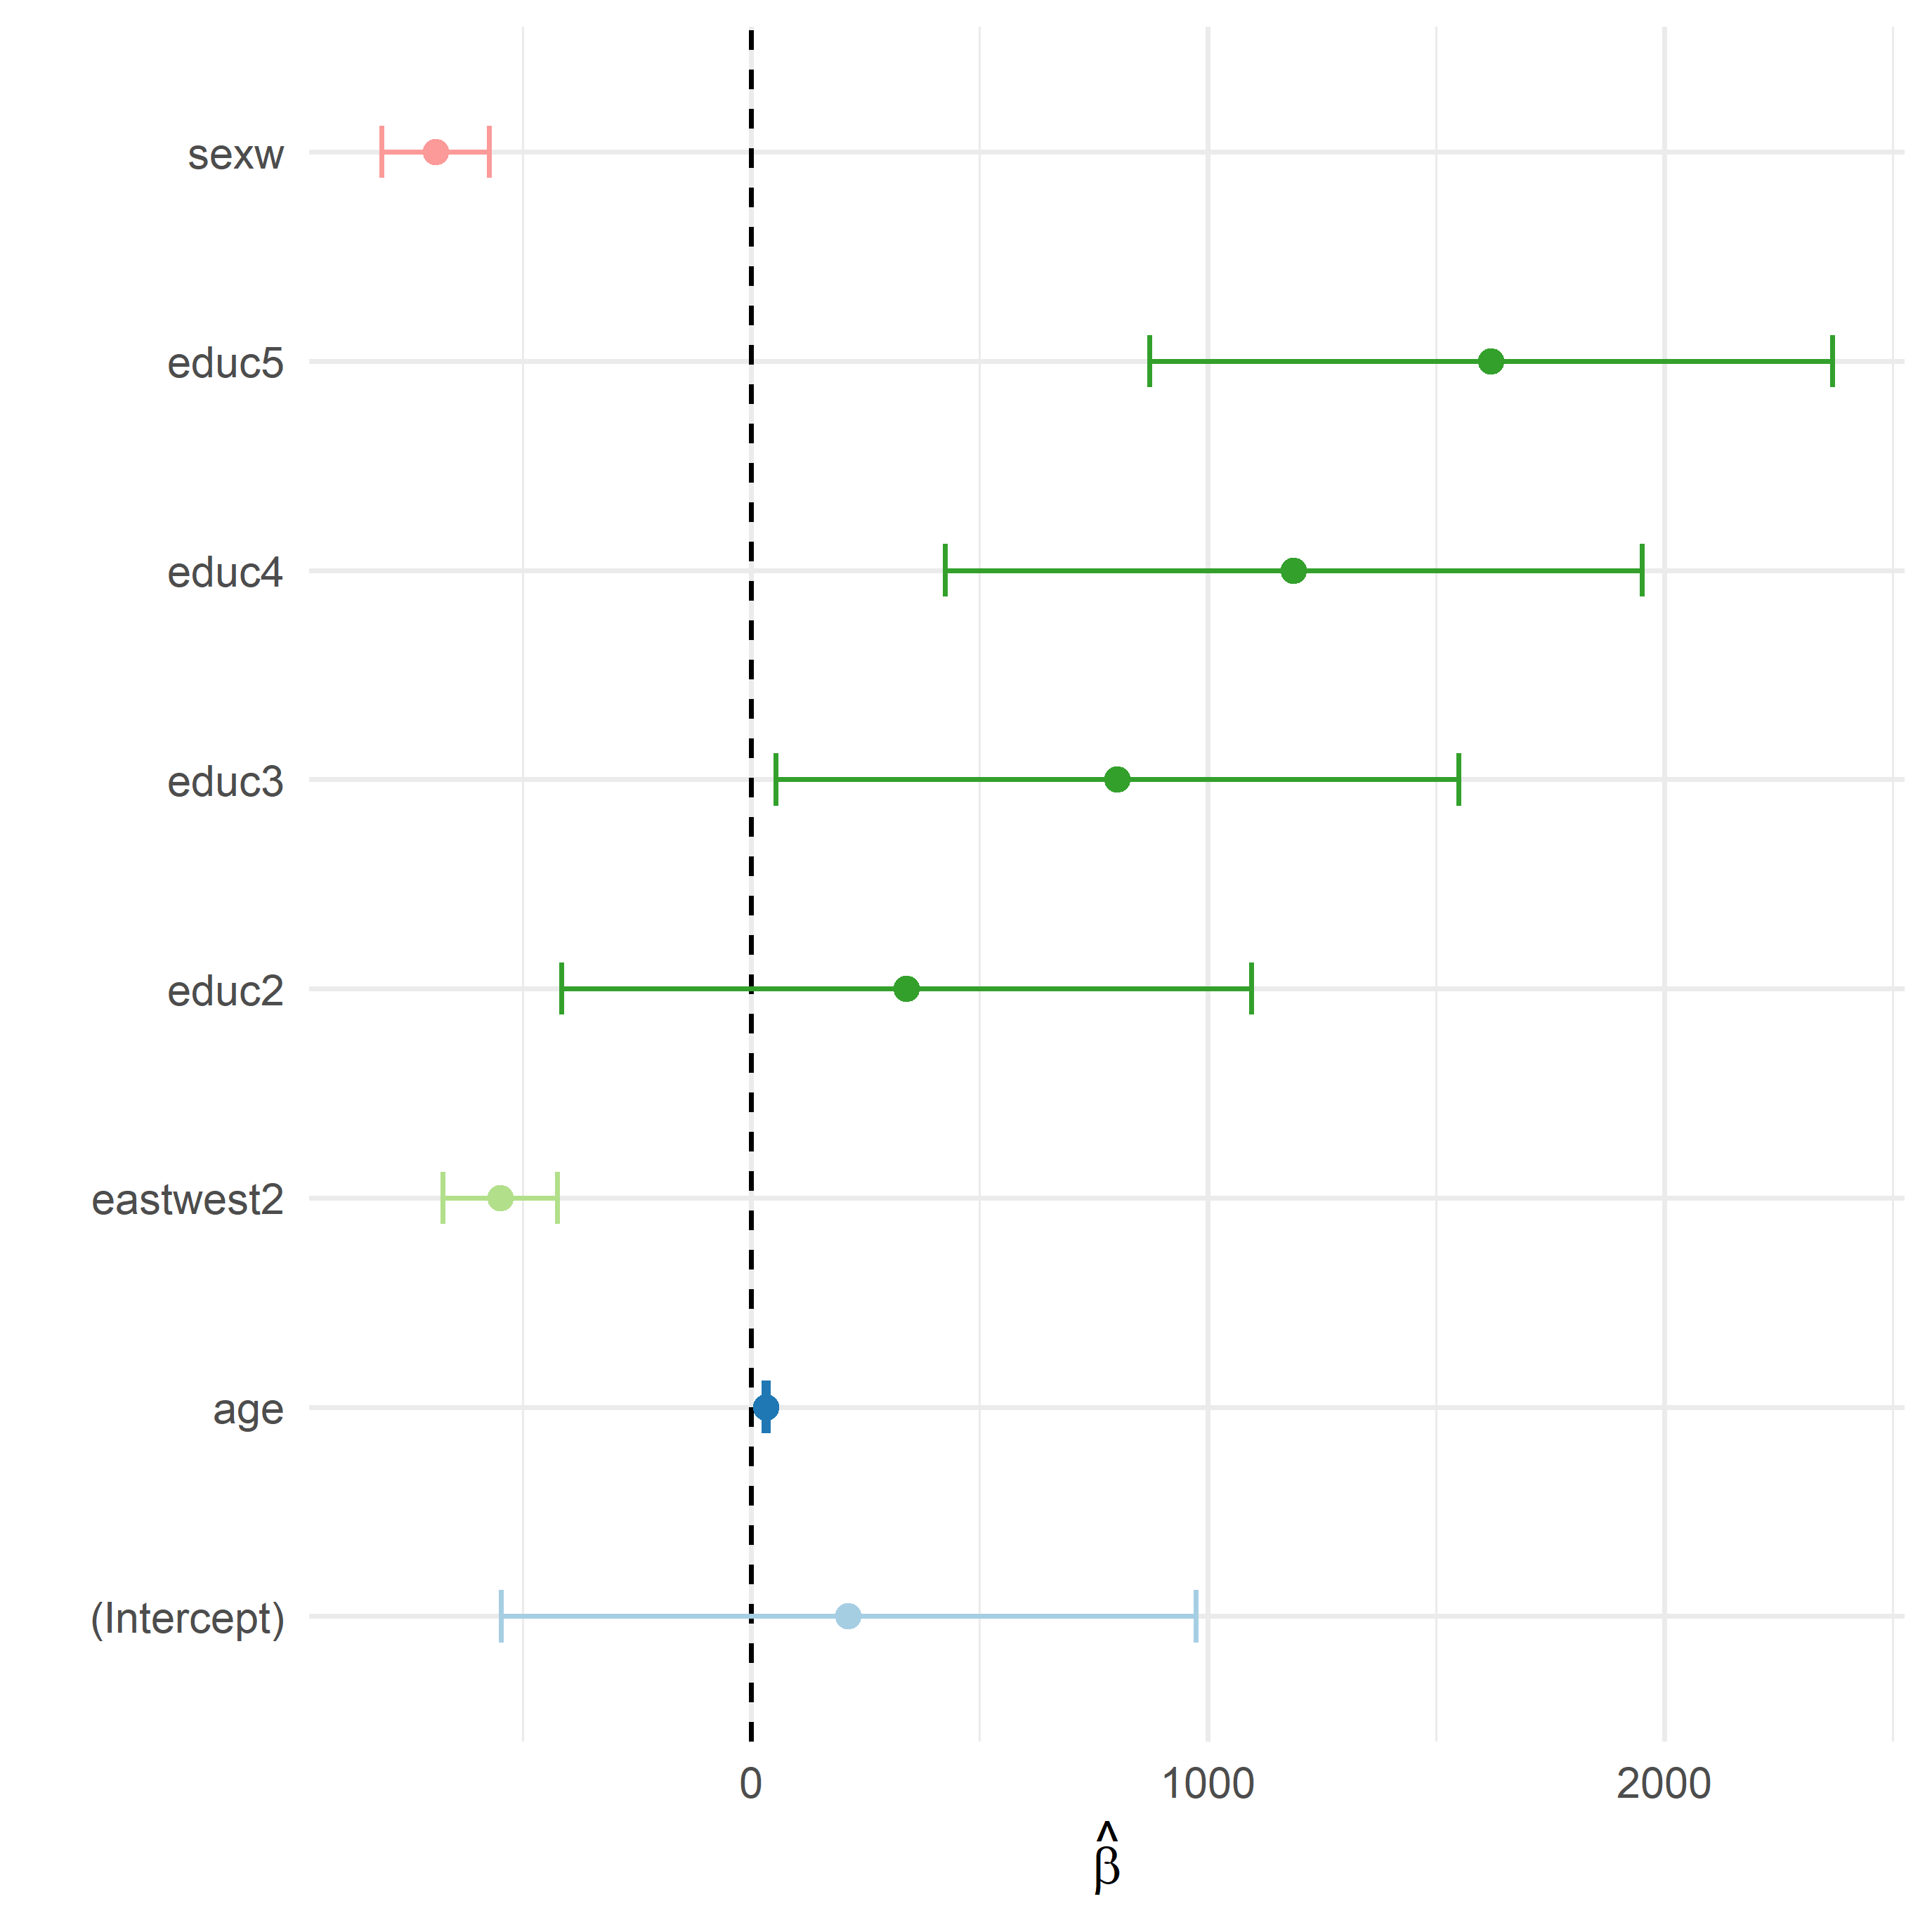 sexw
educ5
educ4
educ3
educ2
eastwest2
age
(Intercept)
0 1000 2000
β̂